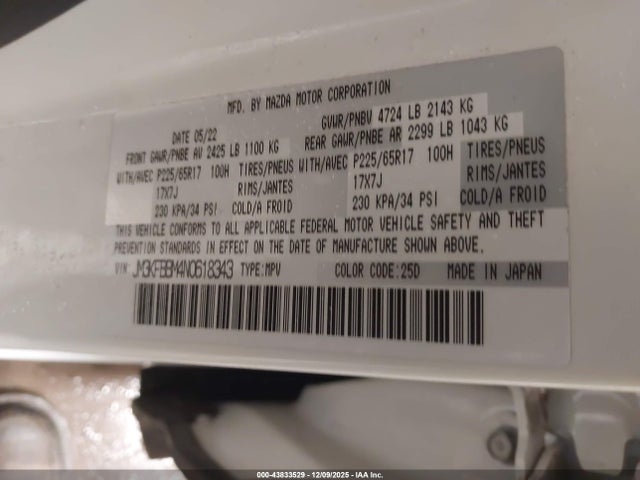 MFD. BY MAZDA MOTOR CORPORATION
DATE 05/22 GVWR/PNBV 4724 LB 2143 KG
FRONT GAWR/PNBE AV 2425 LB 1100 KG REAR GAWR/PNBE AR 2299 LB 1043 KG
WITH/AVEC P225/65R17 100H TIRES/PNEUS WITH/AVEC P225/65R17 100H TIRES/PNEUS
17X7J RIMS/JANTES 17X7J RIMS/JANTES
230 KPA/34 PSI COLD/A FROID 230 KPA/34 PSI COLD/A FROID
THIS VEHICLE CONFORMS TO ALL APPLICABLE FEDERAL MOTOR VEHICLE SAFETY AND THEFT
PREVENTION STANDARDS IN EFFECT ON THE DATE OF MANUFACTURE SHOWN ABOVE.
VIN: JM3KFBBM4N0618343 TYPE:MPV COLOR CODE:25D MADE IN JAPAN
000-43833529 - 12/09/2025 - IAA Inc.